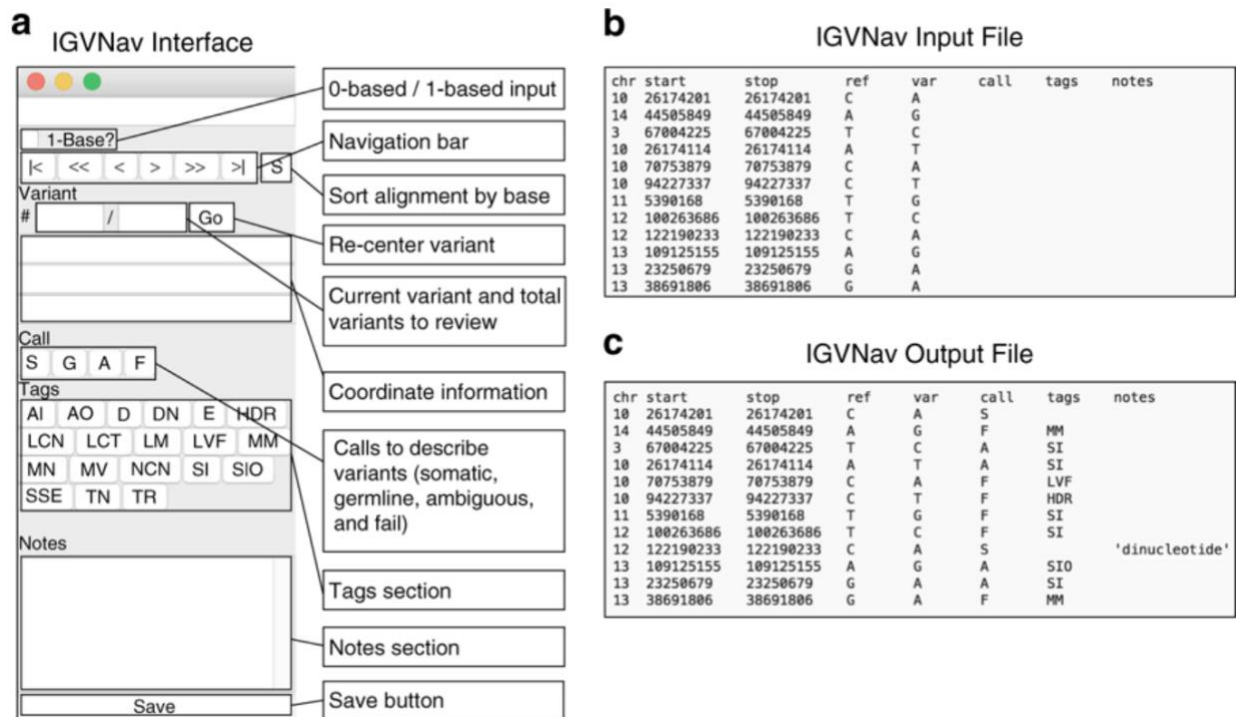 a
IGVNav Interface
1-Base?
|< << < > >> >| S
Variant
# / Go
Call
S G A F
Tags
AI AO D DN E HDR
LCN LCT LM LVF MM
MN MV NCN SI SIO
SSE TN TR
Notes
Save
0-based / 1-based input
Navigation bar
Sort alignment by base
Re-center variant
Current variant and total
variants to review
Coordinate information
Calls to describe
variants (somatic,
germline, ambiguous,
and fail)
Tags section
Notes section
Save button
b
IGVNav Input File
chr start stop ref var call tags notes
10 26174201 26174201 C A
14 44505849 44505849 A G
3 67004225 67004225 T C
10 26174114 26174114 A T
10 70753879 70753879 C A
10 94227337 94227337 C T
11 5390168 5390168 T G
12 100263686 100263686 T C
12 122190233 122190233 C A
13 109125155 109125155 A G
13 23250679 23250679 G A
13 38691806 38691806 G A
c
IGVNav Output File
chr start stop ref var call tags notes
10 26174201 26174201 C A S
14 44505849 44505849 A G F MM
3 67004225 67004225 T C A SI
10 26174114 26174114 A T A SI
10 70753879 70753879 C A F LVF
10 94227337 94227337 C T F HDR
11 5390168 5390168 T G F SI
12 100263686 100263686 T C F SI
12 122190233 122190233 C A S 'dinucleotide'
13 109125155 109125155 A G A SIO
13 23250679 23250679 G A A SI
13 38691806 38691806 G A F MM